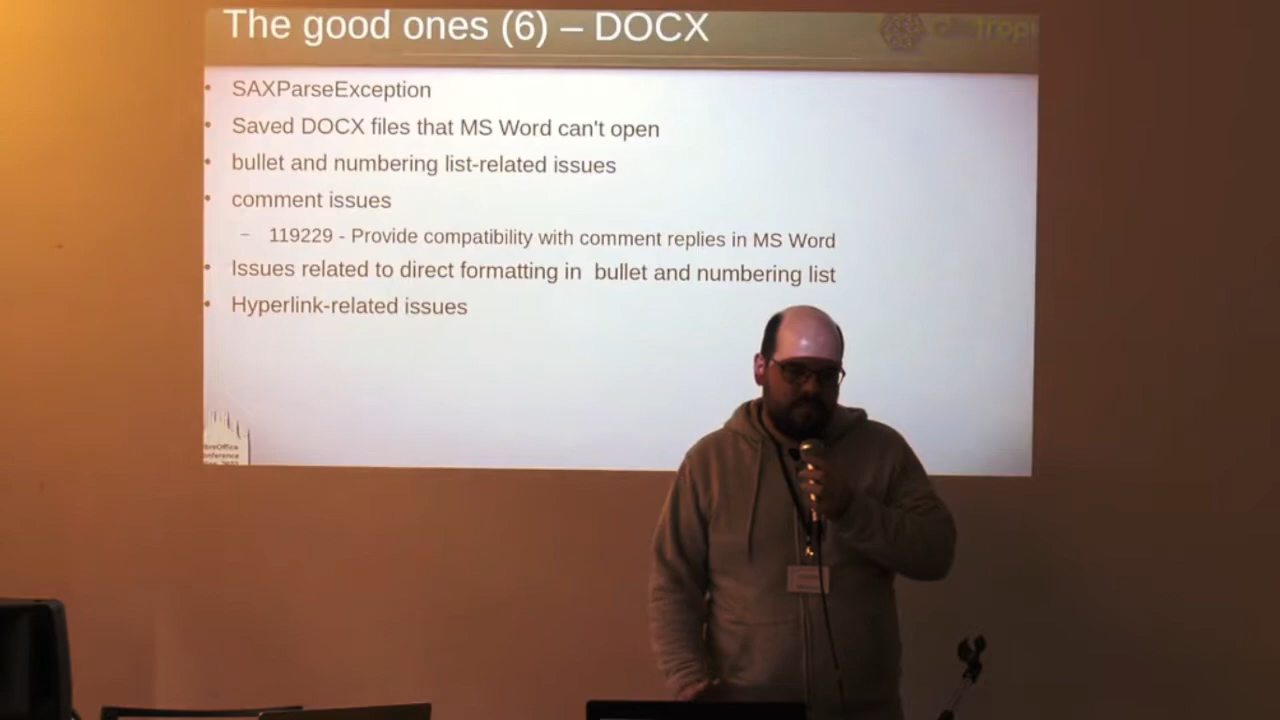 The good ones (6) – DOCX
• SAXParseException
• Saved DOCX files that MS Word can't open
• bullet and numbering list-related issues
• comment issues
– 119229 - Provide compatibility with comment replies in MS Word
• Issues related to direct formatting in bullet and numbering list
• Hyperlink-related issues
breOffice
onference